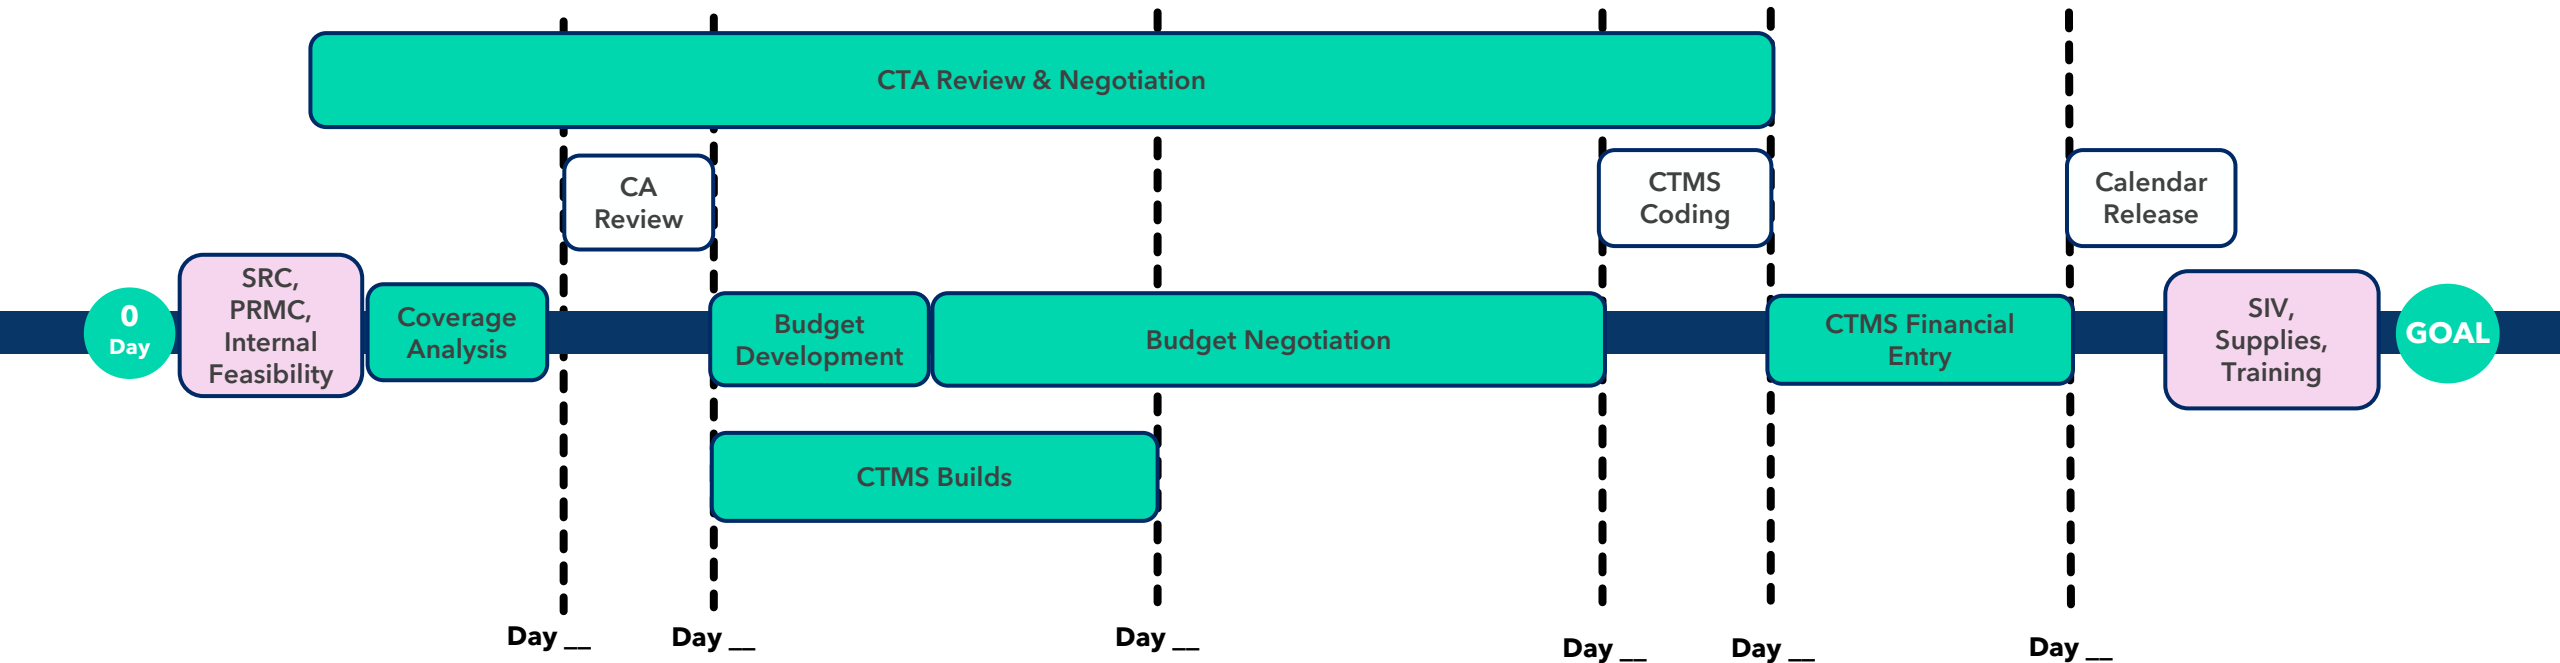 CTA Review & Negotiation
CA
Review
CTMS
Coding
Calendar
Release
0
Day
SRC,
PRMC,
Internal
Feasibility
Coverage
Analysis
Budget
Development
Budget Negotiation
CTMS Financial
Entry
SIV,
Supplies,
Training
GOAL
CTMS Builds
Day __
Day __
Day __
Day __
Day __
Day __